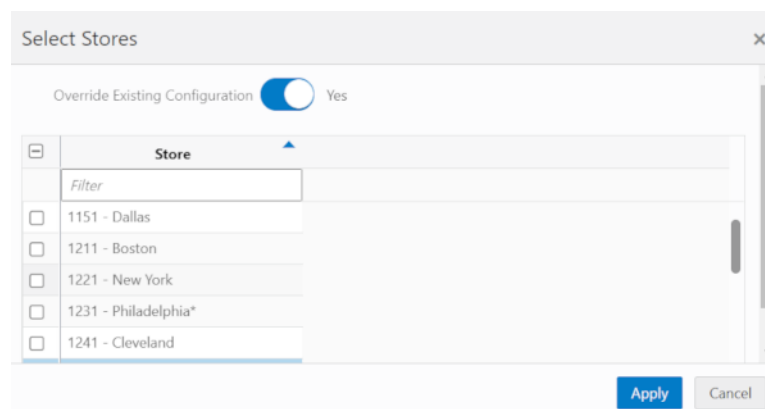 Select Stores
Override Existing Configuration Yes
Store
Filter
1151 - Dallas
1211 - Boston
1221 - New York
1231 - Philadelphia*
1241 - Cleveland
Apply Cancel